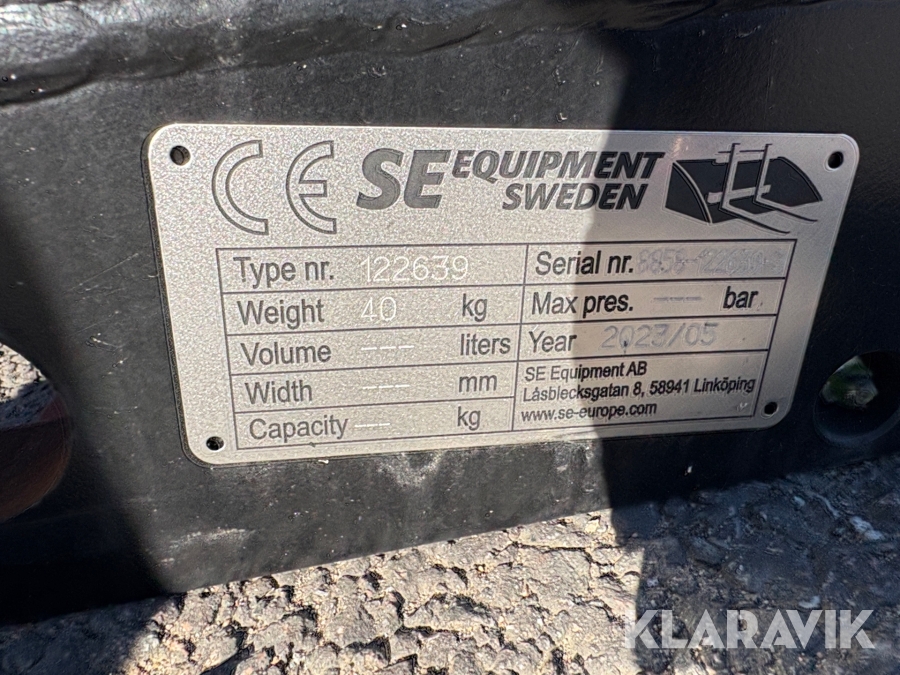 CE SE EQUIPMENT
SWEDEN
Type nr. 122639 Serial nr.
Weight 40 kg Max pres. --- bar
Volume --- liters Year 2023/05
Width --- mm SE Equipment AB
Låsblecksgatan 8, 58941 Linköping
Capacity --- kg www.se-europe.com
KLARAVIK